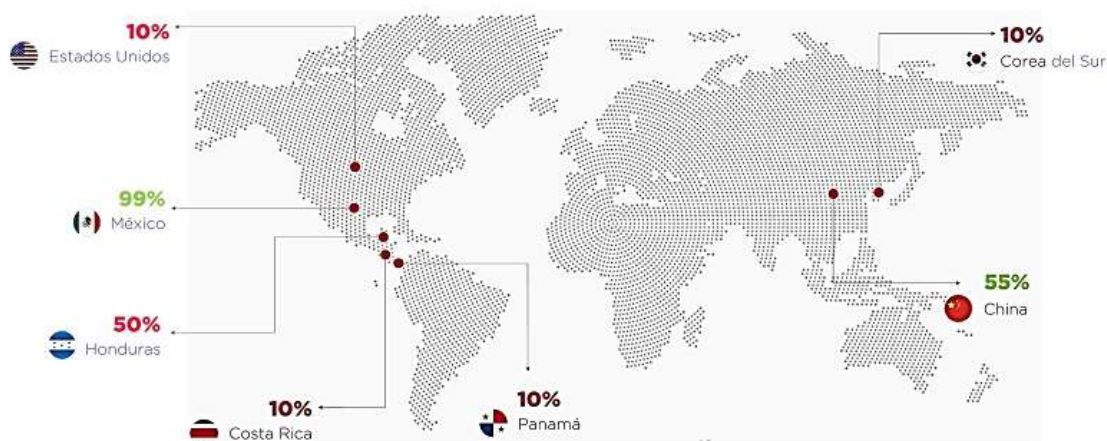 10%
Estados Unidos
10%
Corea del Sur
99%
México
55%
China
50%
Honduras
10%
Costa Rica
10%
Panamá